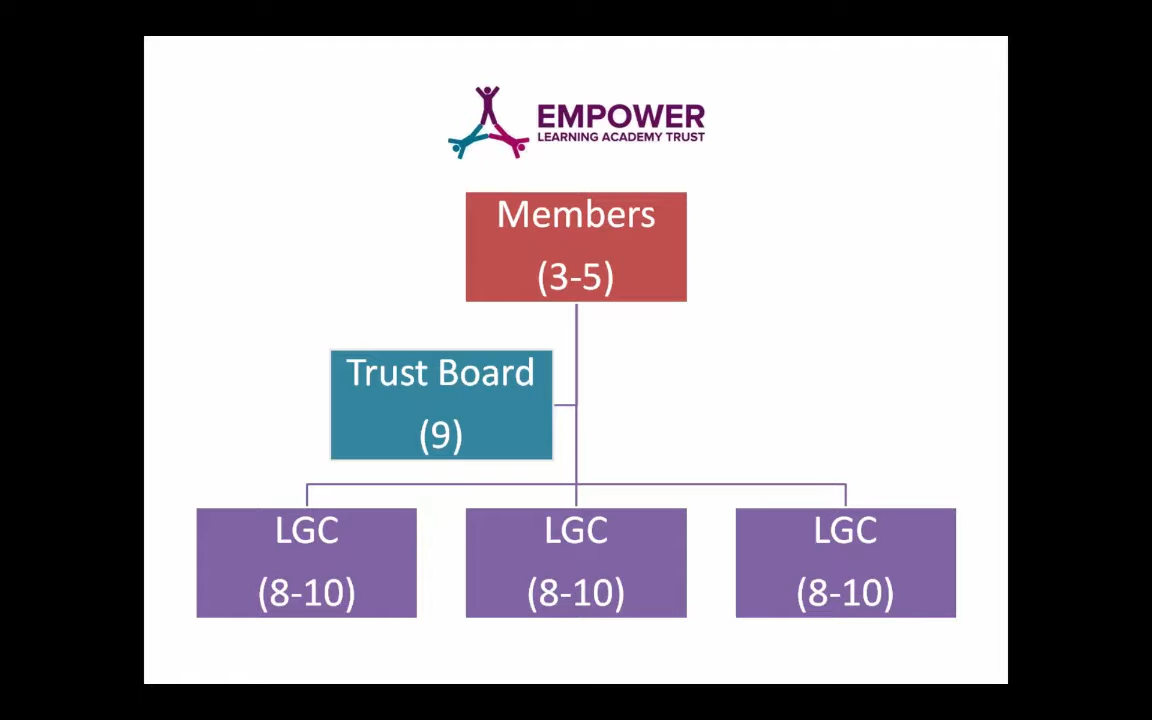 EMPOWER
LEARNING ACADEMY TRUST
Members
(3-5)
Trust Board
(9)
LGC
(8-10)
LGC
(8-10)
LGC
(8-10)